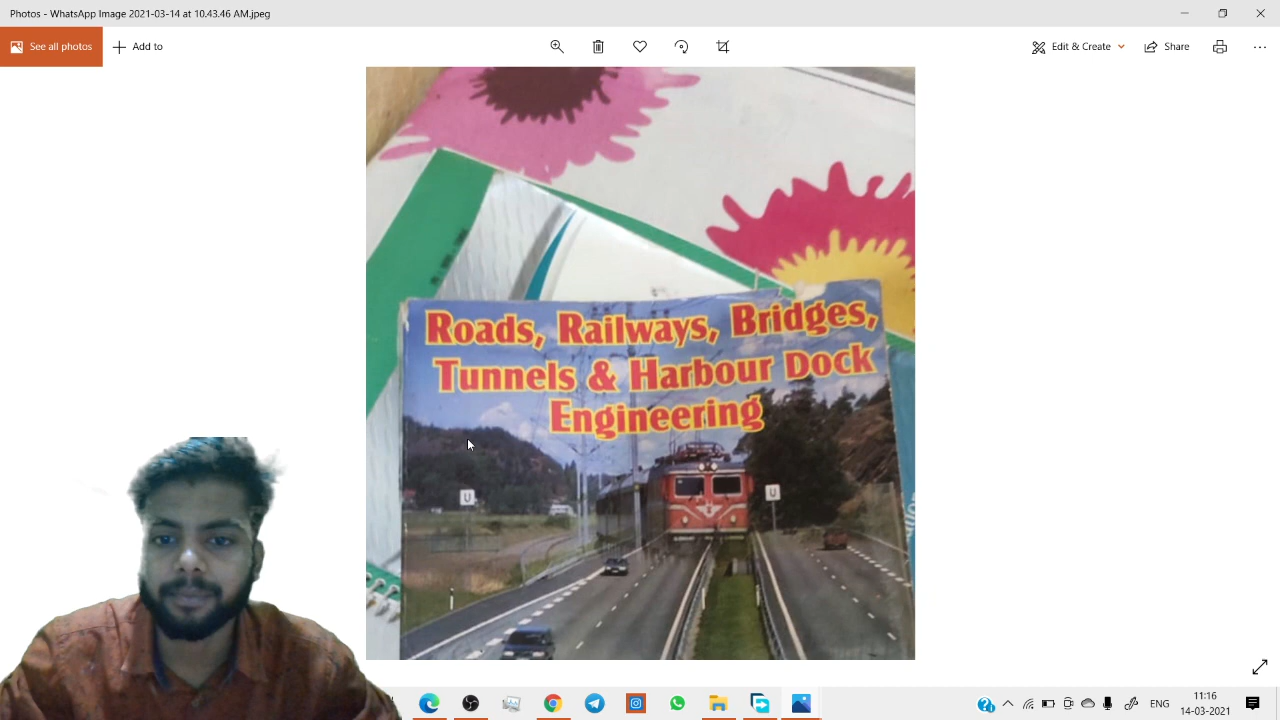 Photos - WhatsApp Image 2021-03-14 at 10.43.46 AM.jpeg
See all photos
Add to
Edit & Create
Share
Roads, Railways, Bridges,
Tunnels & Harbour Dock
Engineering
U
U
ENG
11:16
14-03-2021